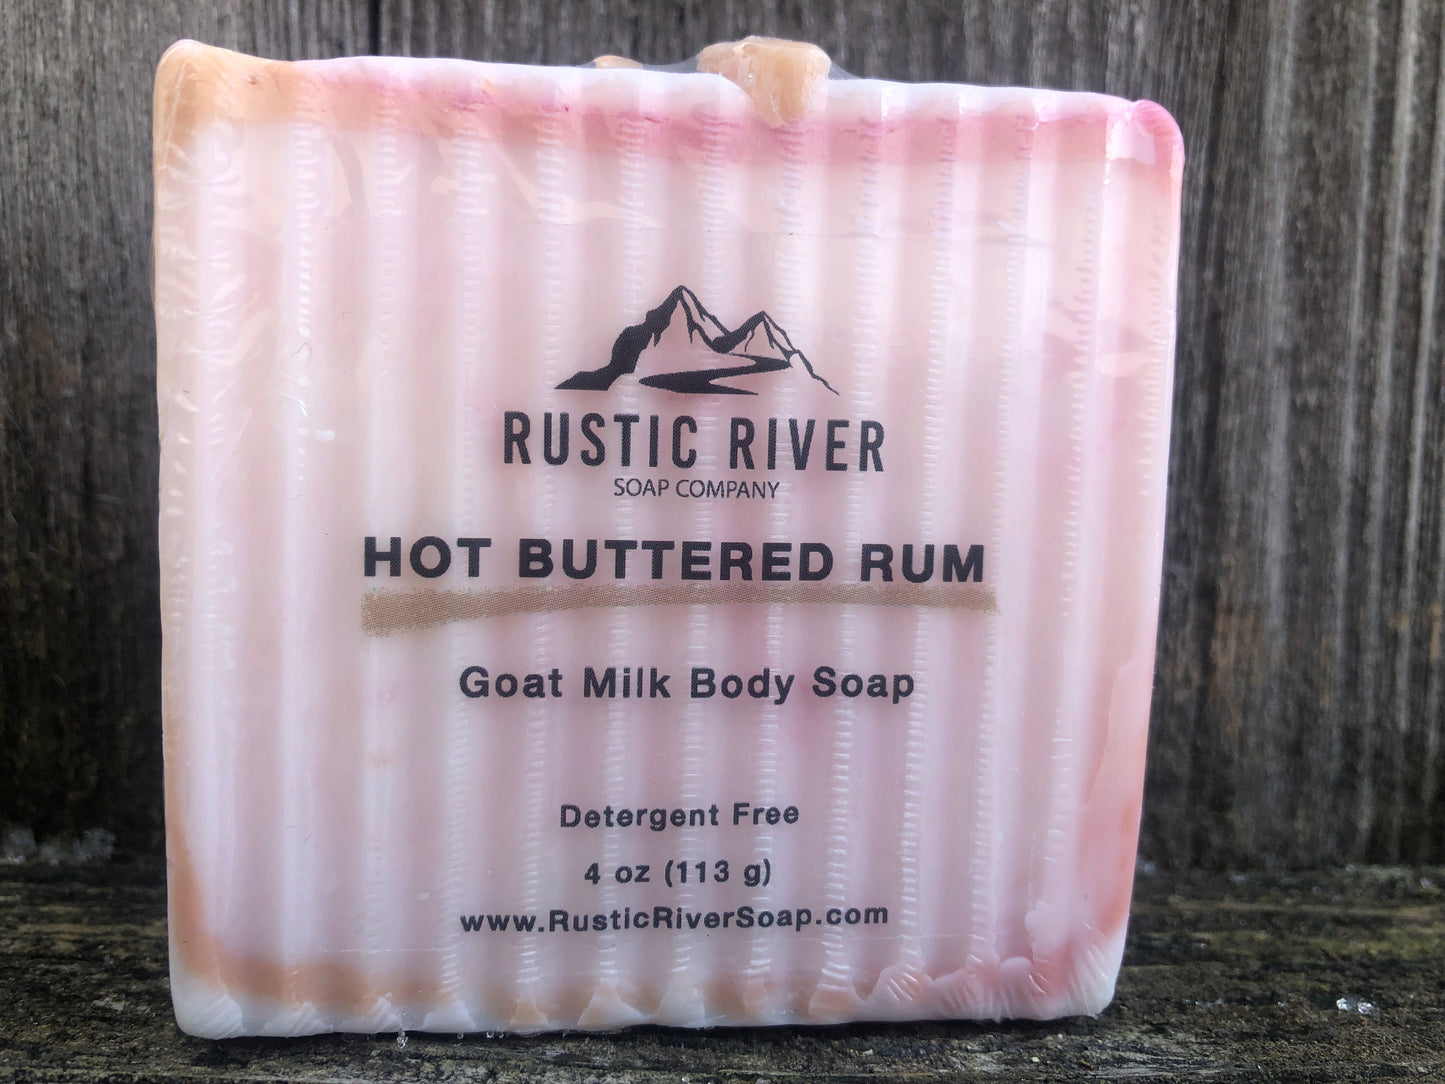 RUSTIC RIVER
SOAP COMPANY
HOT BUTTERED RUM
Goat Milk Body Soap
Detergent Free
4 oz (113 g)
www.RusticRiverSoap.com